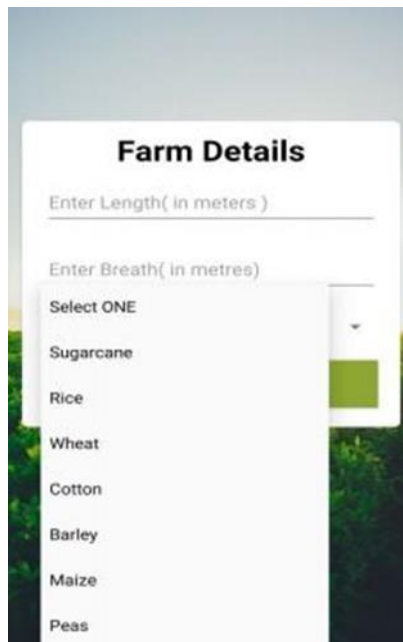 Farm Details
Enter Length( in meters )
Enter Breath( in metres)
Select ONE
Sugarcane
Rice
Wheat
Cotton
Barley
Maize
Peas